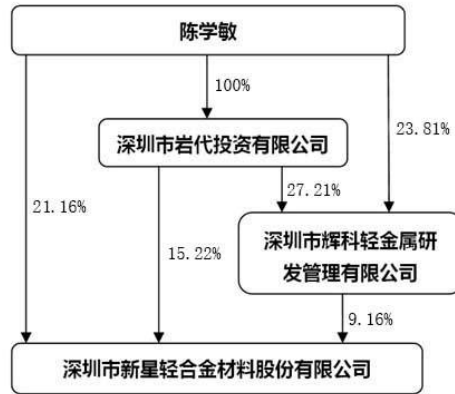 陈学敏
100%
深圳市岩代投资有限公司
23.81%
27.21%
21.16%
15.22%
深圳市辉科轻金属研
发管理有限公司
9.16%
深圳市新星轻合金材料股份有限公司